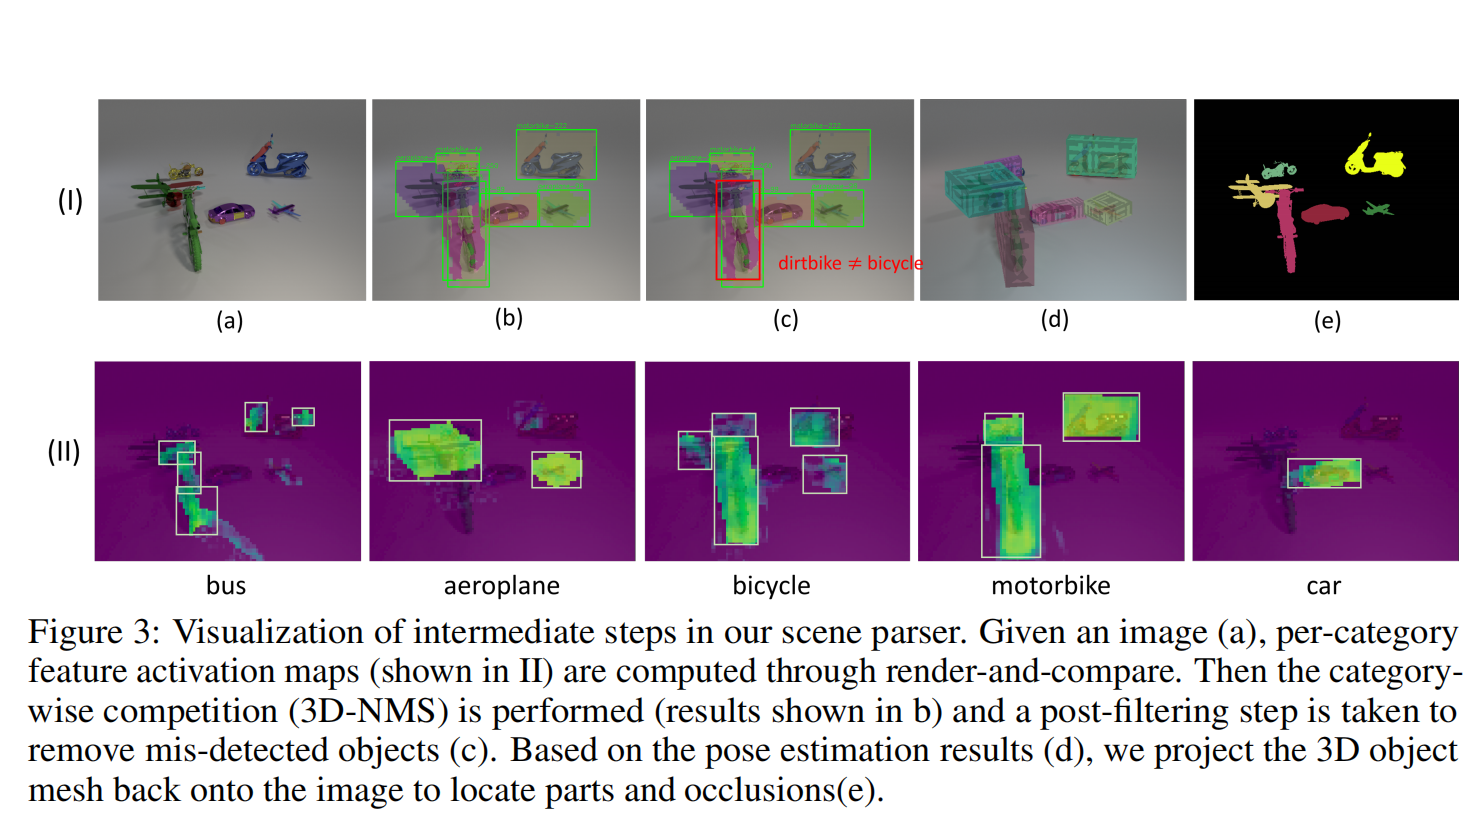 motorbike-222
motorbike-44
motorbike-222
motorbike-44
(I)
dirtbike ≠ bicycle
(a)
(b)
(c)
(d)
(e)
(II)
bus
aeroplane
bicycle
motorbike
car
Figure 3: Visualization of intermediate steps in our scene parser. Given an image (a), per-category
feature activation maps (shown in II) are computed through render-and-compare. Then the category-
wise competition (3D-NMS) is performed (results shown in b) and a post-filtering step is taken to
remove mis-detected objects (c). Based on the pose estimation results (d), we project the 3D object
mesh back onto the image to locate parts and occlusions(e).